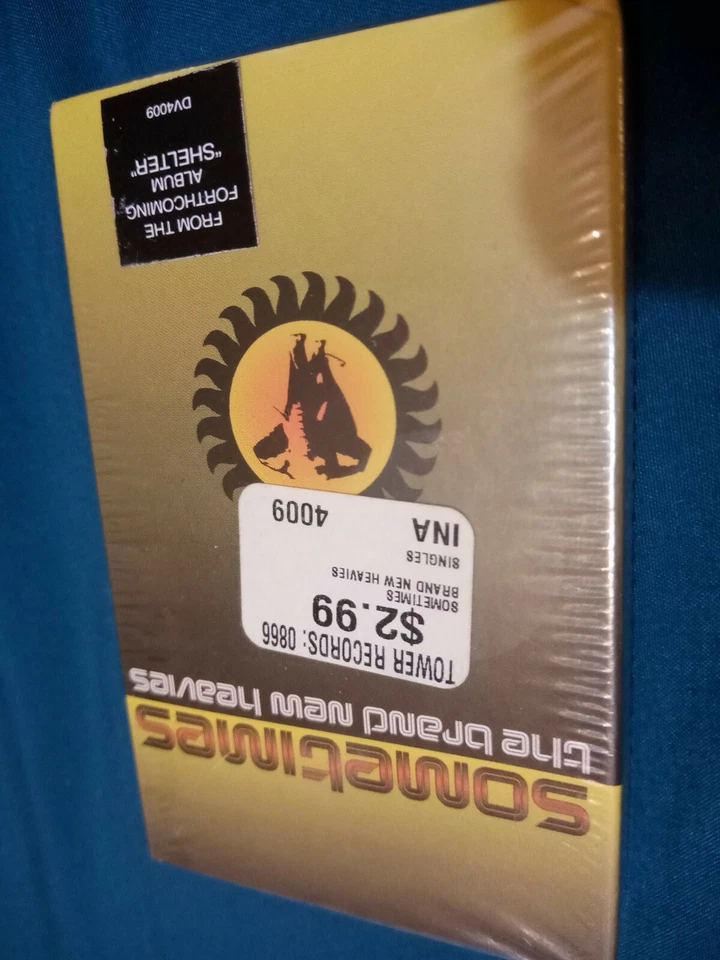 sometimes
the brand new heavies
TOWER RECORDS: 0866
$2.99
SOMETIMES
BRAND NEW HEAVIES
SINGLES
INA 4009
FROM THE
FORTHCOMING
ALBUM
"SHELTER"
DV4009